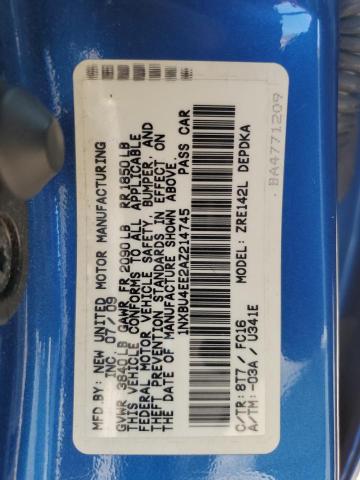 MFD. BY: NEW UNITED MOTOR MANUFACTURING
INC. 07/09
GVWR 3840LB GAWR FR 2090LB RR1850LB
THIS VEHICLE CONFORMS TO ALL APPLICABLE
FEDERAL MOTOR VEHICLE SAFETY, BUMPER, AND
THEFT PREVENTION STANDARDS IN EFFECT ON
THE DATE OF MANUFACTURE SHOWN ABOVE.
1NXBU4EE2AZ214745 PASS CAR
C/TR: 8T7 / FC16 MODEL: ZRE142L DEPDKA
A/TM: -03A / U341E
BA4771209